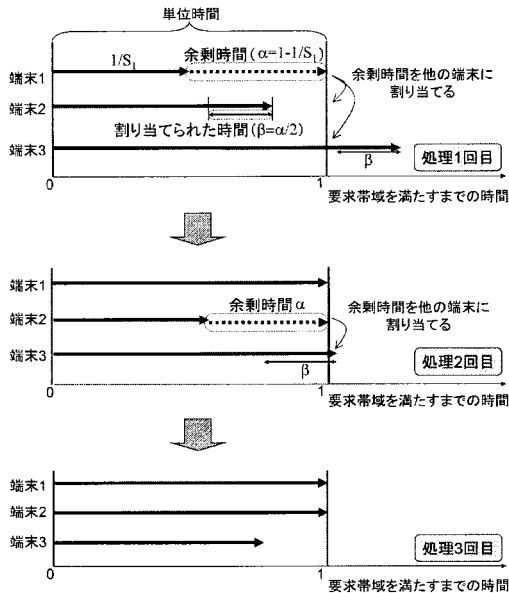 単位時間
1/S1
余剰時間(α=1-1/S1)
端末1
余剰時間を他の端末に
割り当てる
端末2
割り当てられた時間(β=α/2)
端末3
β
処理1回目
0
1
要求帯域を満たすまでの時間
端末1
余剰時間α
余剰時間を他の端末に
割り当てる
端末2
端末3
β
処理2回目
0
1
要求帯域を満たすまでの時間
端末1
端末2
端末3
処理3回目
0
1
要求帯域を満たすまでの時間